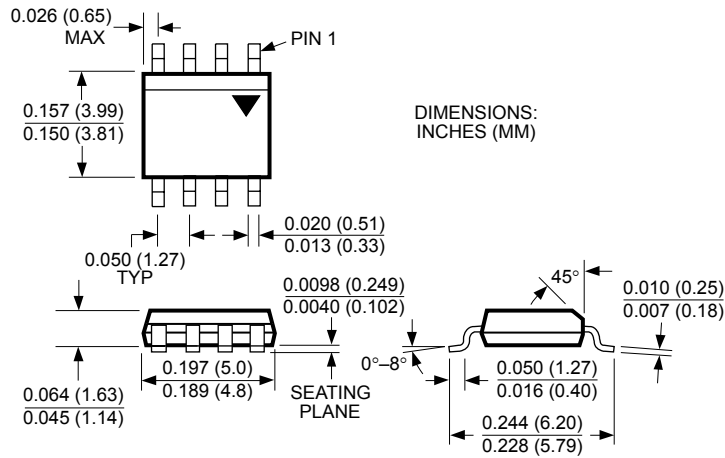 0.026 (0.65)
MAX
PIN 1
0.157 (3.99)
0.150 (3.81)
DIMENSIONS:
INCHES (MM)
0.020 (0.51)
0.013 (0.33)
0.050 (1.27)
TYP
0.0098 (0.249)
0.0040 (0.102)
45°
0.010 (0.25)
0.007 (0.18)
0°–8°
0.197 (5.0)
0.189 (4.8)
SEATING
PLANE
0.050 (1.27)
0.016 (0.40)
0.064 (1.63)
0.045 (1.14)
0.244 (6.20)
0.228 (5.79)